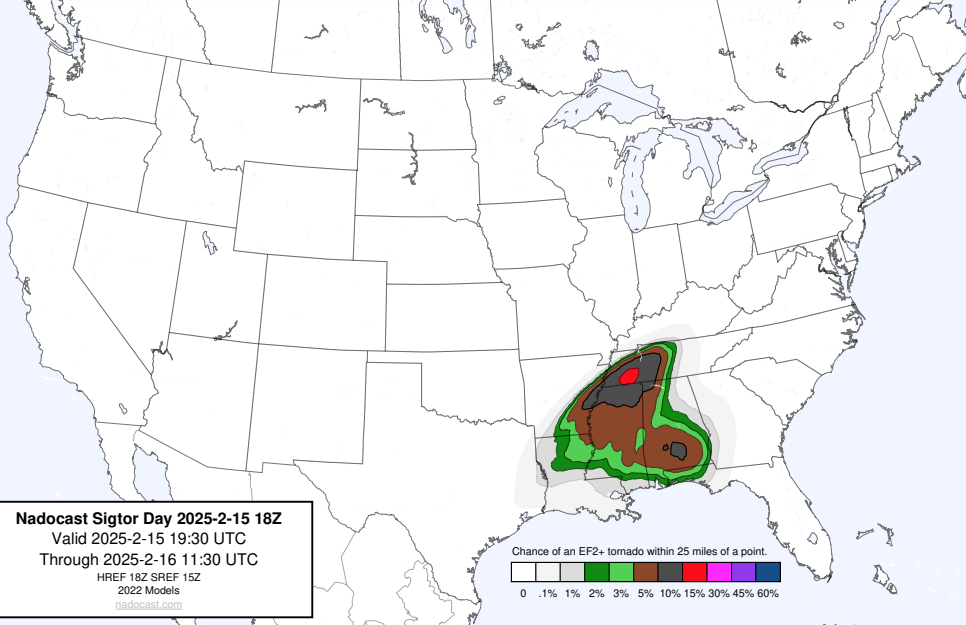 Nadocast Sigtor Day 2025-2-15 18Z
Valid 2025-2-15 19:30 UTC
Through 2025-2-16 11:30 UTC
HREF 18Z SREF 15Z
2022 Models
nadocast.com
Chance of an EF2+ tornado within 25 miles of a point.
0 .1% 1% 2% 3% 5% 10% 15% 30% 45% 60%